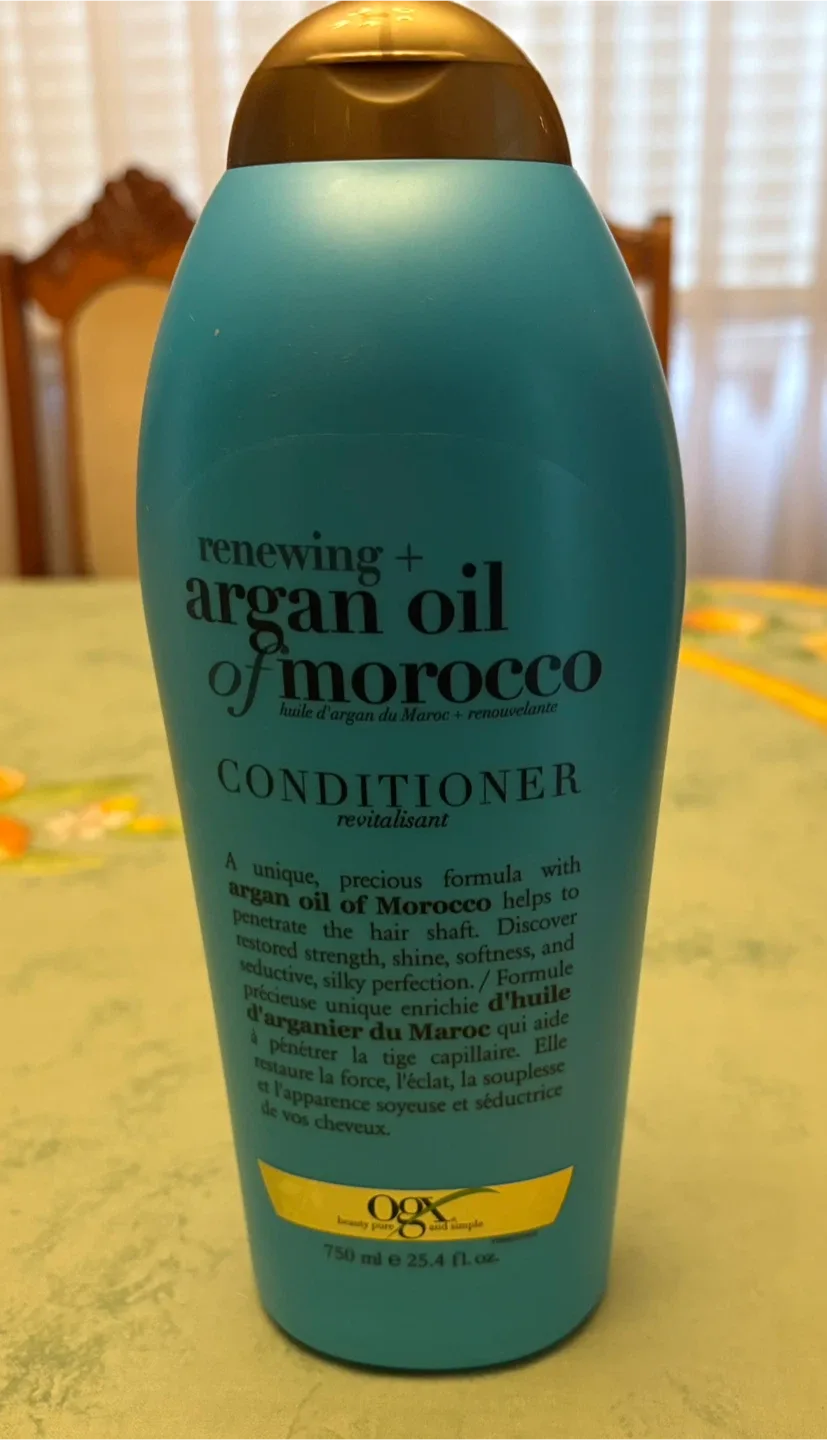 renewing +
argan oil
of morocco
huile d'argan du Maroc + renouvelante
CONDITIONER
revitalisant
A unique, precious formula with
argan oil of Morocco helps to
penetrate the hair shaft. Discover
restored strength, shine, softness, and
seductive, silky perfection. / Formule
précieuse unique enrichie d'huile
d'arganier du Maroc qui aide
à pénétrer la tige capillaire. Elle
restaure la force, l'éclat, la souplesse
et l'apparence soyeuse et séductrice
de vos cheveux.
ogx
beauty pure and simple
750 ml e 25.4 fl. oz.